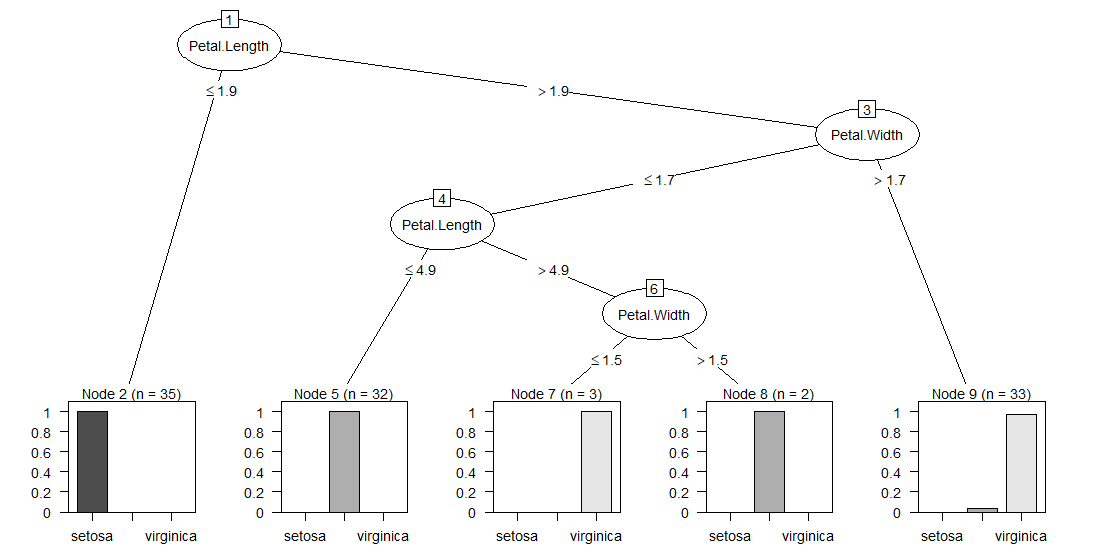 1
Petal.Length
≤ 1.9
> 1.9
3
Petal.Width
≤ 1.7
> 1.7
4
Petal.Length
≤ 4.9
> 4.9
6
Petal.Width
≤ 1.5
> 1.5
Node 2 (n = 35)
1
0.8
0.6
0.4
0.2
0
setosa
virginica
Node 5 (n = 32)
1
0.8
0.6
0.4
0.2
0
setosa
virginica
Node 7 (n = 3)
1
0.8
0.6
0.4
0.2
0
setosa
virginica
Node 8 (n = 2)
1
0.8
0.6
0.4
0.2
0
setosa
virginica
Node 9 (n = 33)
1
0.8
0.6
0.4
0.2
0
setosa
virginica